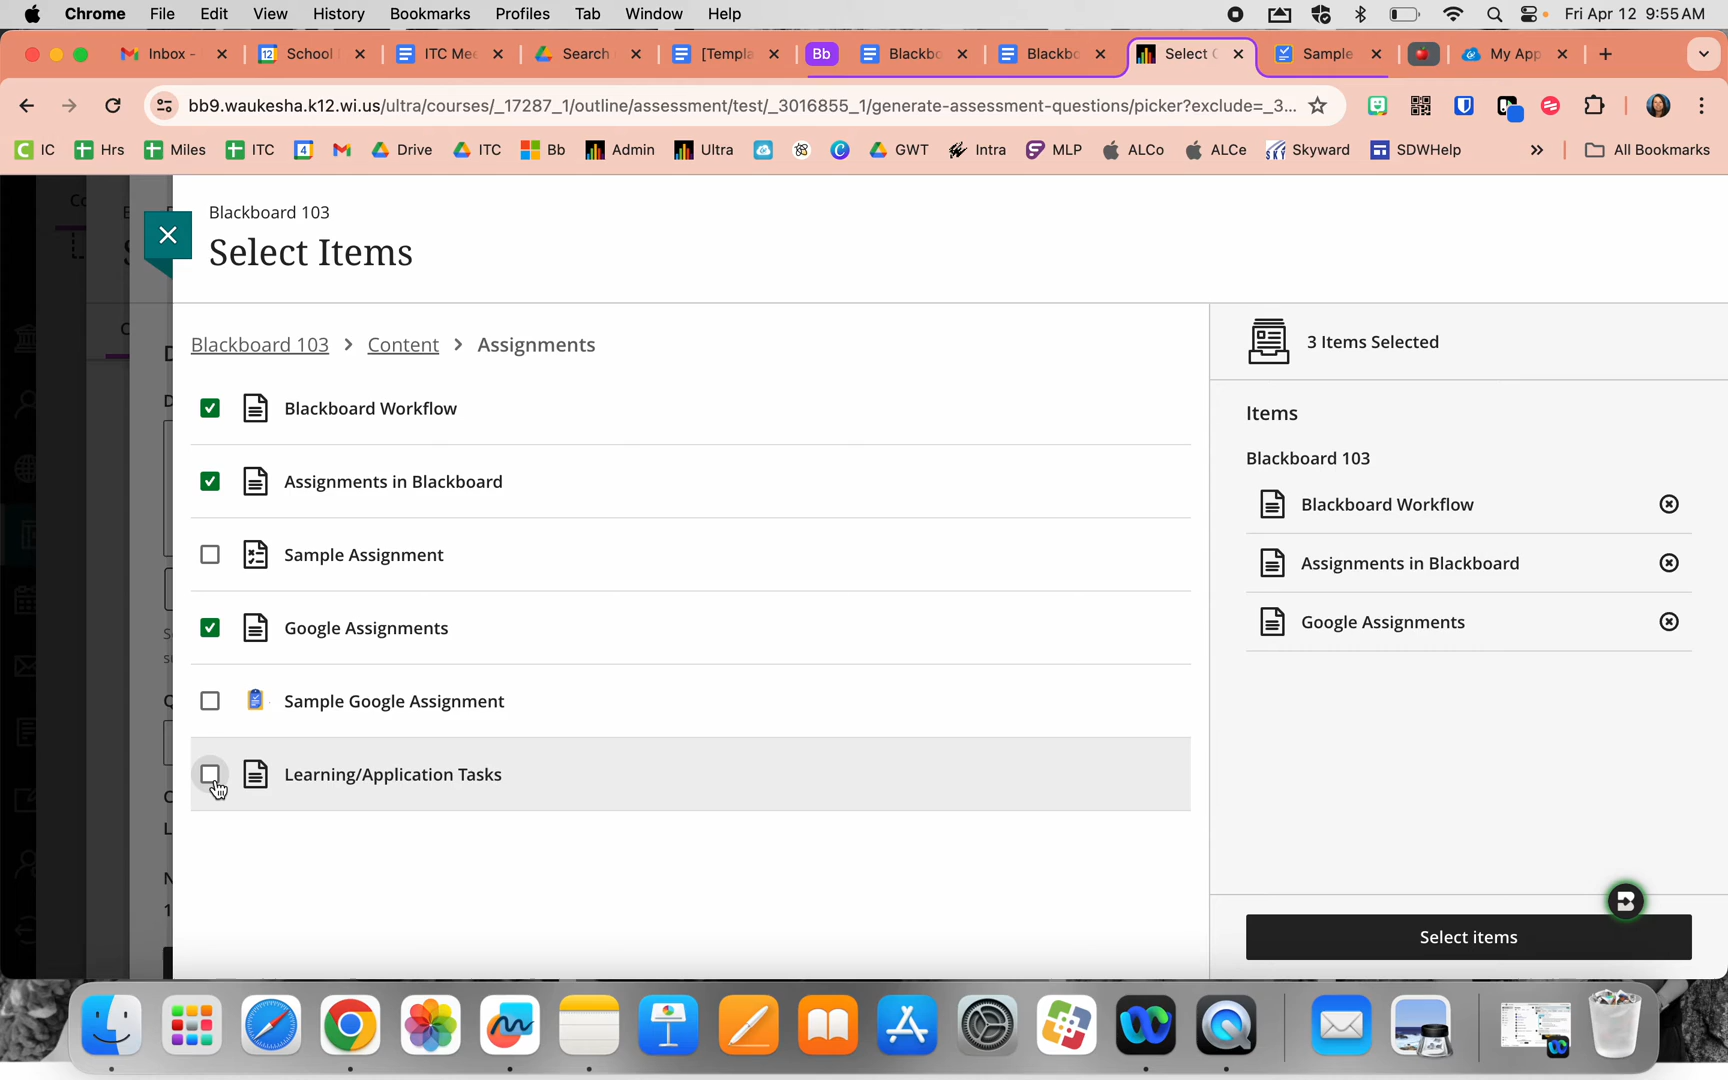 Chrome File Edit View History Bookmarks Profiles Tab Window Help Fri Apr 12 9:55 AM
Inbox - School ITC Mee Search [Templa Bb Blackbo Blackbo Select Sample My App
bb9.waukesha.k12.wi.us/ultra/courses/_17287_1/outline/assessment/test/_3016855_1/generate-assessment-questions/picker?exclude=_3...
IC Hrs Miles ITC Drive ITC Bb Admin Ultra GWT Intra MLP ALCo ALCe Skyward SDWHelp » All Bookmarks
Blackboard 103
Select Items
Blackboard 103 > Content > Assignments
Blackboard Workflow
Assignments in Blackboard
Sample Assignment
Google Assignments
Sample Google Assignment
Learning/Application Tasks
3 Items Selected
Items
Blackboard 103
Blackboard Workflow
Assignments in Blackboard
Google Assignments
Select items